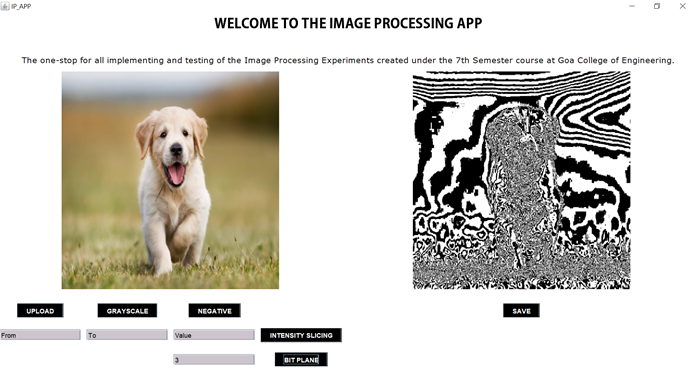 IP_APP
WELCOME TO THE IMAGE PROCESSING APP
The one-stop for all implementing and testing of the Image Processing Experiments created under the 7th Semester course at Goa College of Engineering.
UPLOAD GRAYSCALE NEGATIVE SAVE
From To Value INTENSITY SLICING
3 BIT PLANE